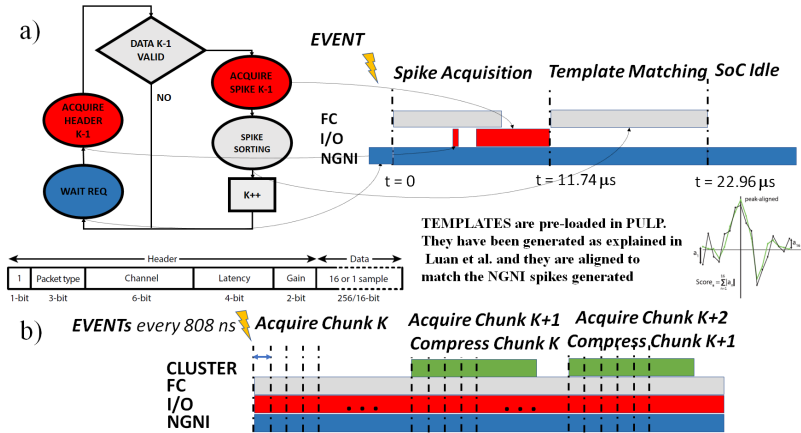 a)
DATA K-1
VALID
NO
ACQUIRE
SPIKE K-1
ACQUIRE
HEADER
K-1
SPIKE
SORTING
WAIT REQ
K++
EVENT
Spike Acquisition
Template Matching
SoC Idle
FC
I/O
NGNI
t = 0
t = 11.74 µs
t = 22.96 µs
TEMPLATES are pre-loaded in PULP.
They have been generated as explained in
Luan et al. and they are aligned to
match the NGNI spikes generated
peak-aligned
a₁
a₁₆
Header
Data
1
Packet type
Channel
Latency
Gain
16 or 1 sample
1-bit
3-bit
6-bit
4-bit
2-bit
256/16-bit
b)
EVENTs every 808 ns
Acquire Chunk K
Acquire Chunk K+1
Compress Chunk K
Acquire Chunk K+2
Compress Chunk K+1
CLUSTER
FC
I/O
NGNI
• • •
• • •